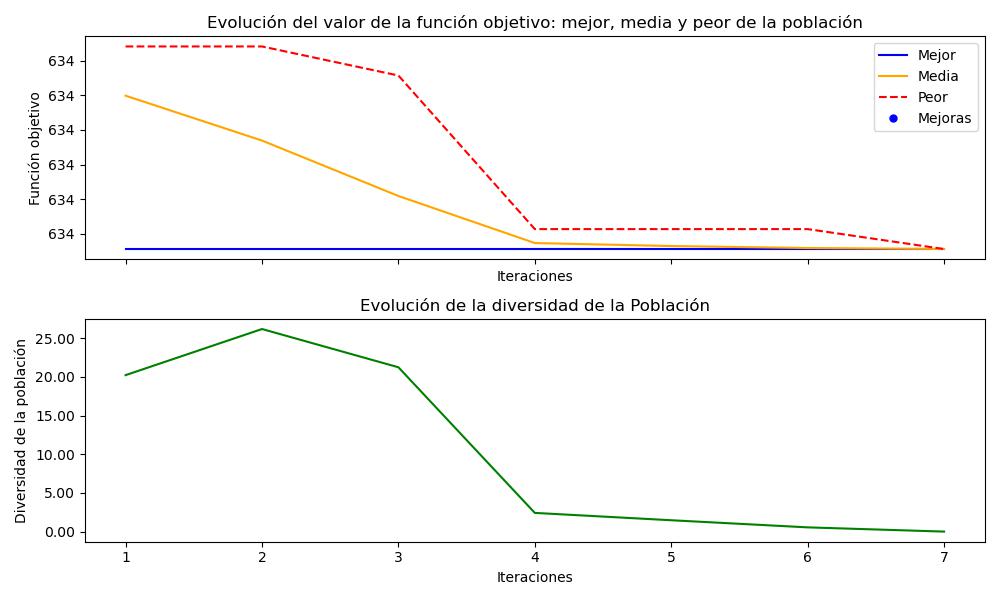 Evolución del valor de la función objetivo: mejor, media y peor de la población
Función objetivo
634
634
634
634
634
634
Mejor
Media
Peor
Mejoras
Iteraciones
Evolución de la diversidad de la Población
Diversidad de la población
25.00
20.00
15.00
10.00
5.00
0.00
1 2 3 4 5 6 7
Iteraciones